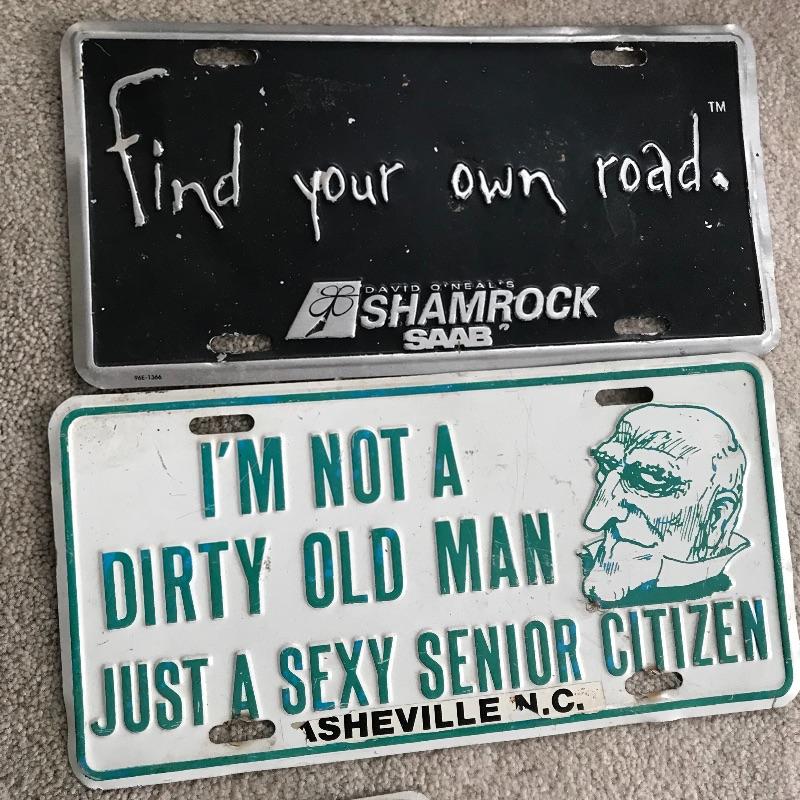 find your own road.
TM
DAVID O'NEAL'S
SHAMROCK
SAAB
96E-1366
I'M NOT A
DIRTY OLD MAN
JUST A SEXY SENIOR CITIZEN
ASHEVILLE N.C.